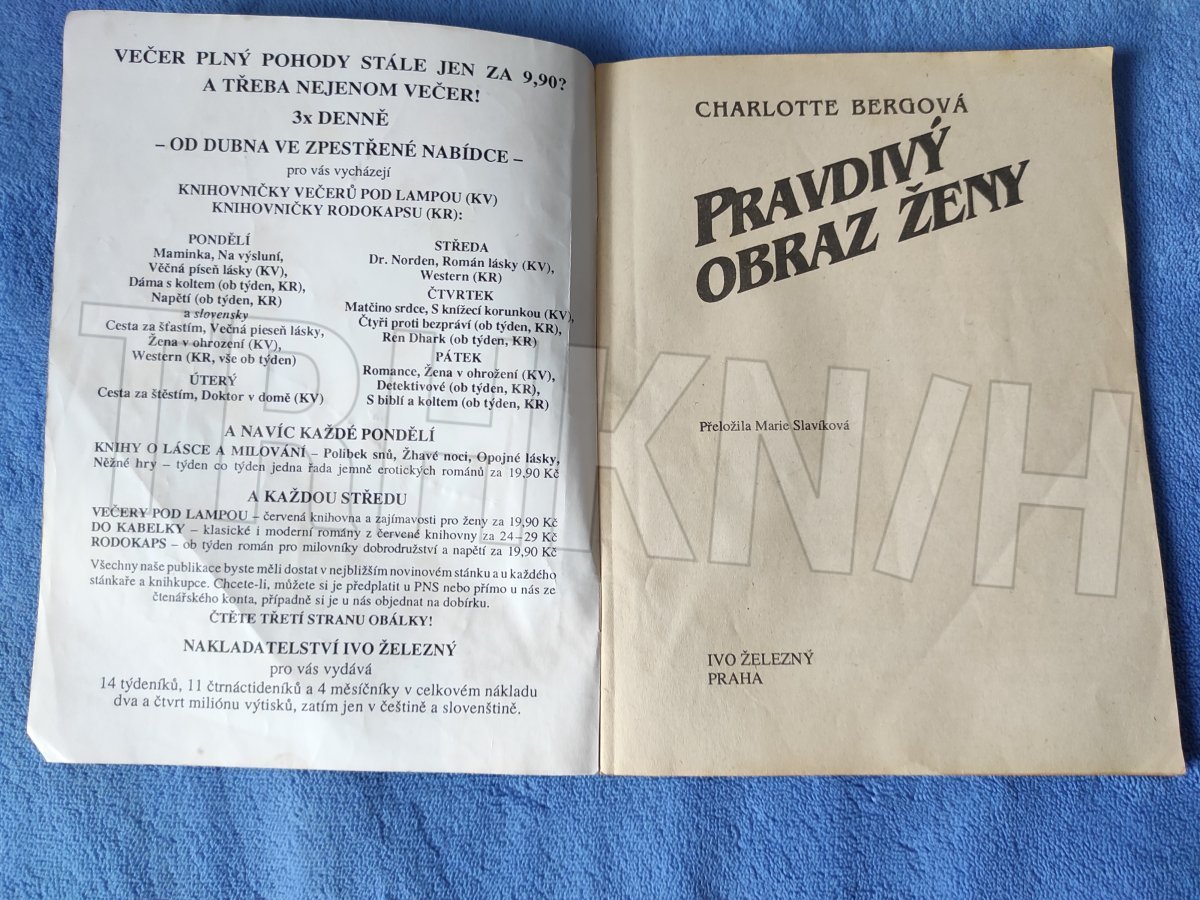 VEČER PLNÝ POHODY STÁLE JEN ZA 9,90?
A TŘEBA NEJENOM VEČER!
3x DENNĚ
– OD DUBNA VE ZPESTŘENÉ NABÍDCE –
pro vás vycházejí
KNIHOVNIČKY VEČERŮ POD LAMPOU (KV)
KNIHOVNIČKY RODOKAPSU (KR):
PONDĚLÍ
Maminka, Na výsluní,
Věčná píseň lásky (KV),
Dáma s koltem (ob týden, KR),
Napětí (ob týden, KR)
a slovensky
Cesta za šťastím, Večná pieseň lásky,
Žena v ohrození (KV),
Western (KR, vše ob týden)
ÚTERÝ
Cesta za štěstím, Doktor v domě (KV)
STŘEDA
Dr. Norden, Román lásky (KV),
Western (KR)
ČTVRTEK
Matčino srdce, S knížecí korunkou (KV),
Čtyři proti bezpráví (ob týden, KR),
Ren Dhark (ob týden, KR)
PÁTEK
Romance, Žena v ohrožení (KV),
Detektivové (ob týden, KR),
S biblí a koltem (ob týden, KR)
A NAVÍC KAŽDÉ PONDĚLÍ
KNIHY O LÁSCE A MILOVÁNÍ – Polibek snů, Žhavé noci, Opojné lásky,
Něžné hry – týden co týden jedna řada jemně erotických románů za 19,90 Kč
A KAŽDOU STŘEDU
VEČERY POD LAMPOU – červená knihovna a zajímavosti pro ženy za 19,90 Kč
DO KABELKY – klasické i moderní romány z červené knihovny za 24–29 Kč
RODOKAPS – ob týden román pro milovníky dobrodružství a napětí za 19,90 Kč
Všechny naše publikace byste měli dostat v nejbližším novinovém stánku a u každého
stánkaře a knihkupce. Chcete-li, můžete si je předplatit u PNS nebo přímo u nás ze
čtenářského konta, případně si je u nás objednat na dobírku.
ČTĚTE TŘETÍ STRANU OBÁLKY!
NAKLADATELSTVÍ IVO ŽELEZNÝ
pro vás vydává
14 týdeníků, 11 čtrnáctideníků a 4 měsíčníky v celkovém nákladu
dva a čtvrt miliónu výtisků, zatím jen v češtině a slovenštině.
CHARLOTTE BERGOVÁ
PRAVDIVÝ
OBRAZ ŽENY
Přeložila Marie Slavíková
IVO ŽELEZNÝ
PRAHA
TRHKNIH